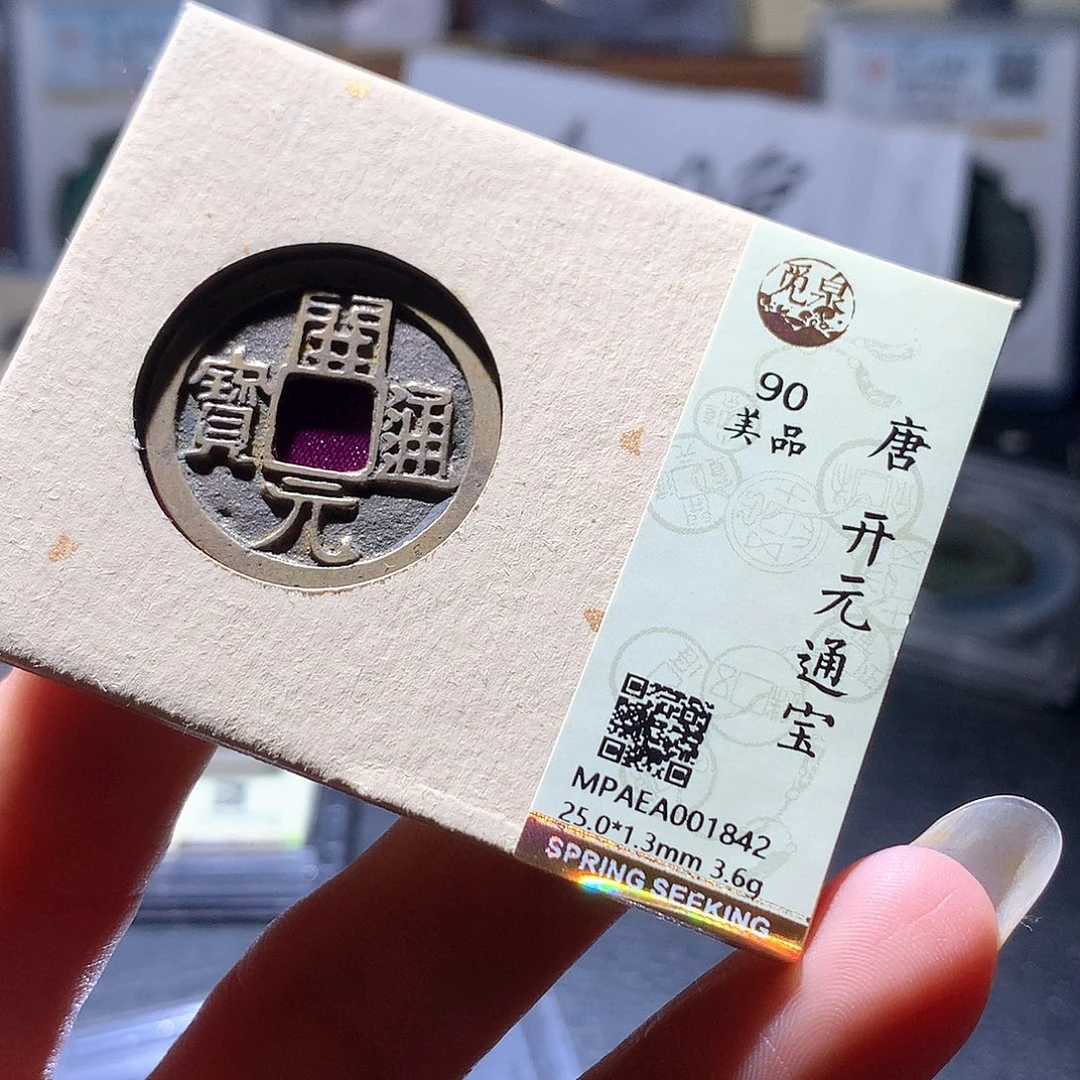 開
元
通
寶
覓泉
90
美品
唐
开元通宝
MPAEA001842
25.0*1.3mm 3.6g
SPRING SEEKING